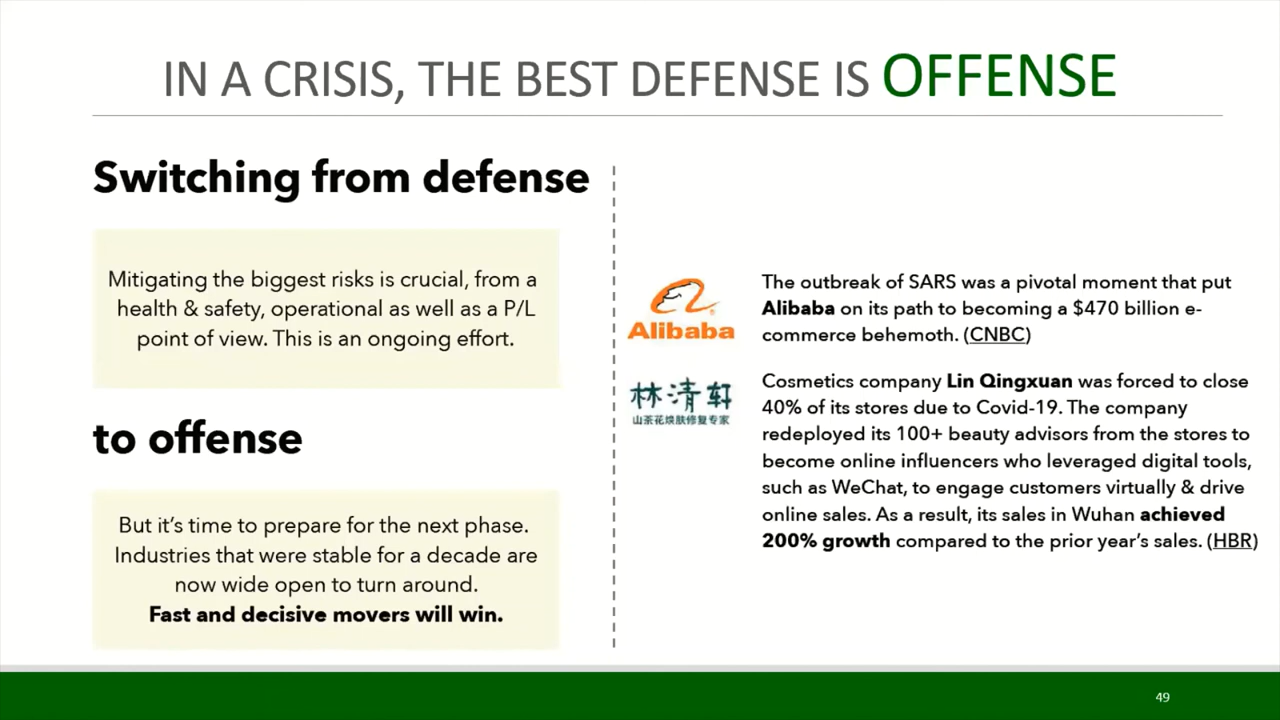 IN A CRISIS, THE BEST DEFENSE IS OFFENSE
Switching from defense
Mitigating the biggest risks is crucial, from a
health & safety, operational as well as a P/L
point of view. This is an ongoing effort.
to offense
But it’s time to prepare for the next phase.
Industries that were stable for a decade are
now wide open to turn around.
Fast and decisive movers will win.
Alibaba
The outbreak of SARS was a pivotal moment that put
Alibaba on its path to becoming a $470 billion e-
commerce behemoth. (CNBC)
林清轩
山茶花焕肤修复专家
Cosmetics company Lin Qingxuan was forced to close
40% of its stores due to Covid-19. The company
redeployed its 100+ beauty advisors from the stores to
become online influencers who leveraged digital tools,
such as WeChat, to engage customers virtually & drive
online sales. As a result, its sales in Wuhan achieved
200% growth compared to the prior year’s sales. (HBR)
49